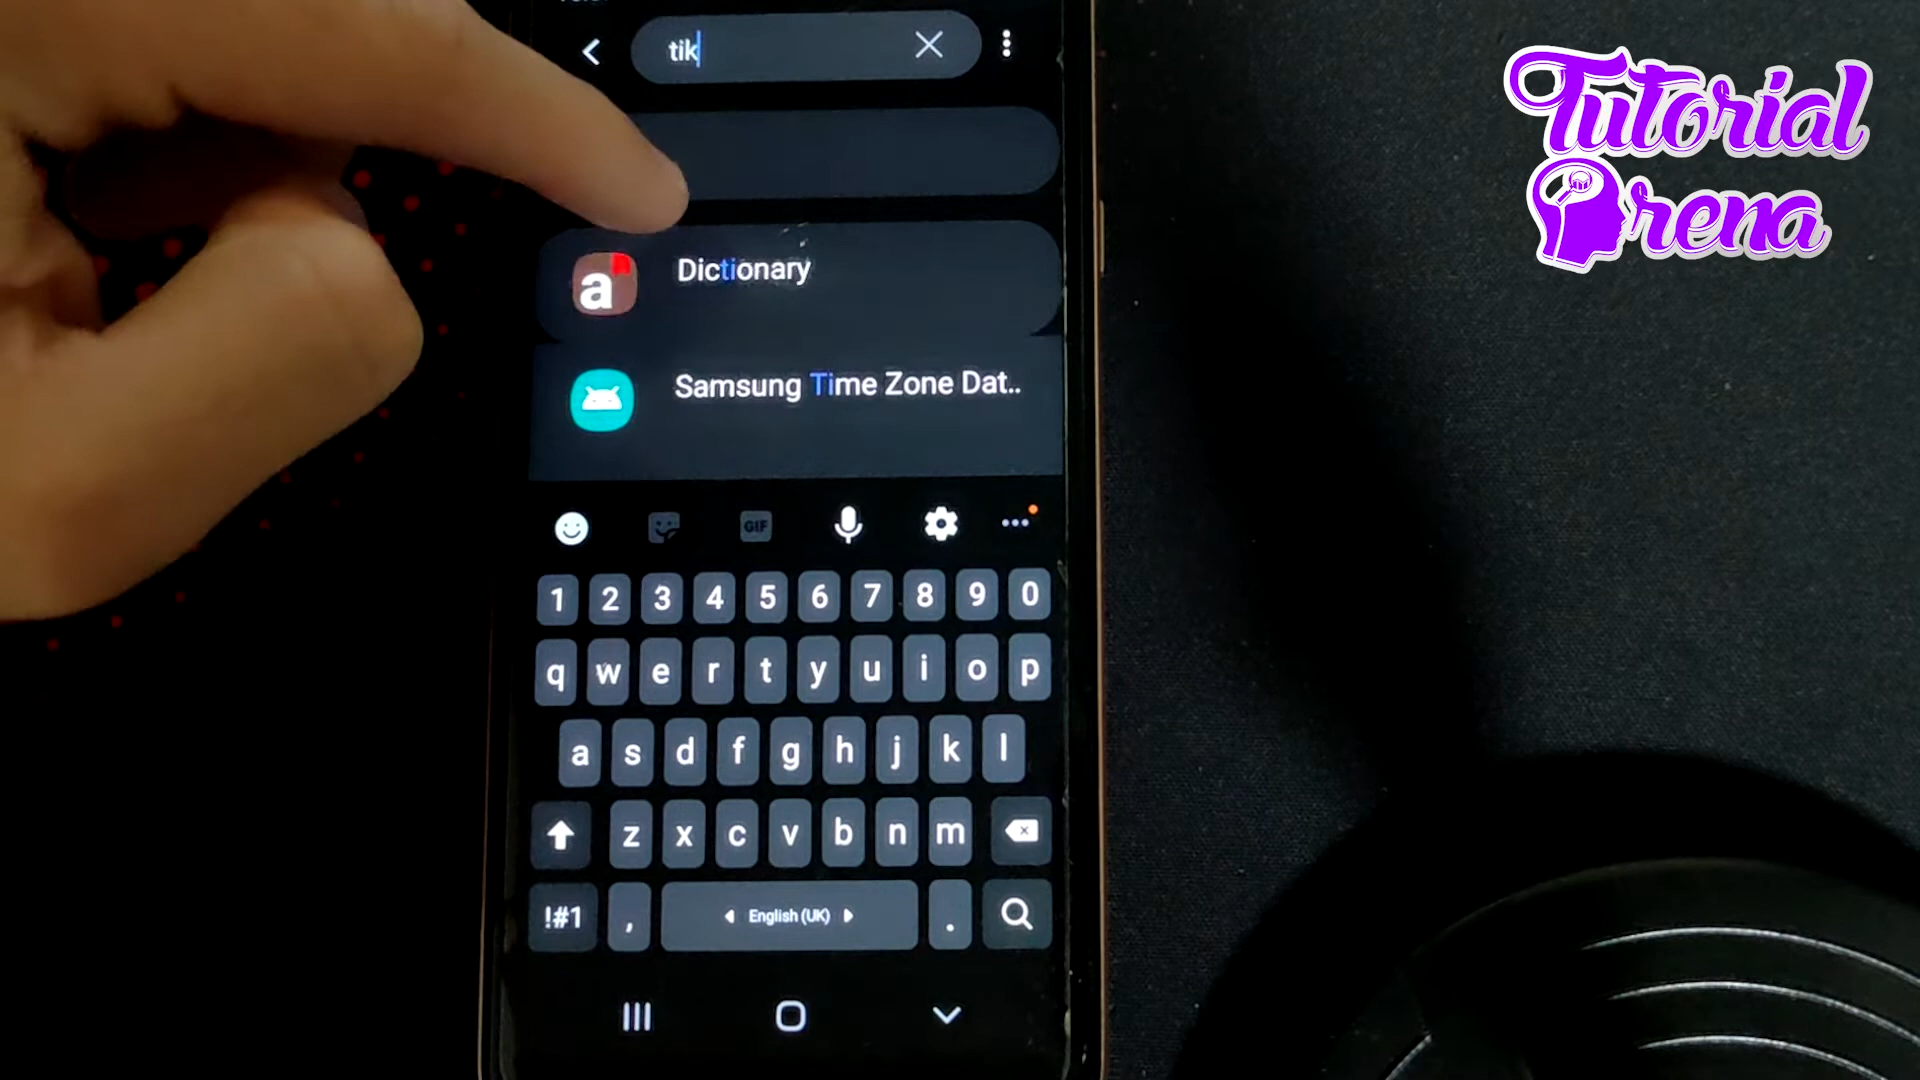 tik
Dictionary
Samsung Time Zone Dat..
GIF
1 2 3 4 5 6 7 8 9 0
q w e r t y u i o p
a s d f g h j k l
z x c v b n m
!#1 , English (UK) .
Tutorial
Arena